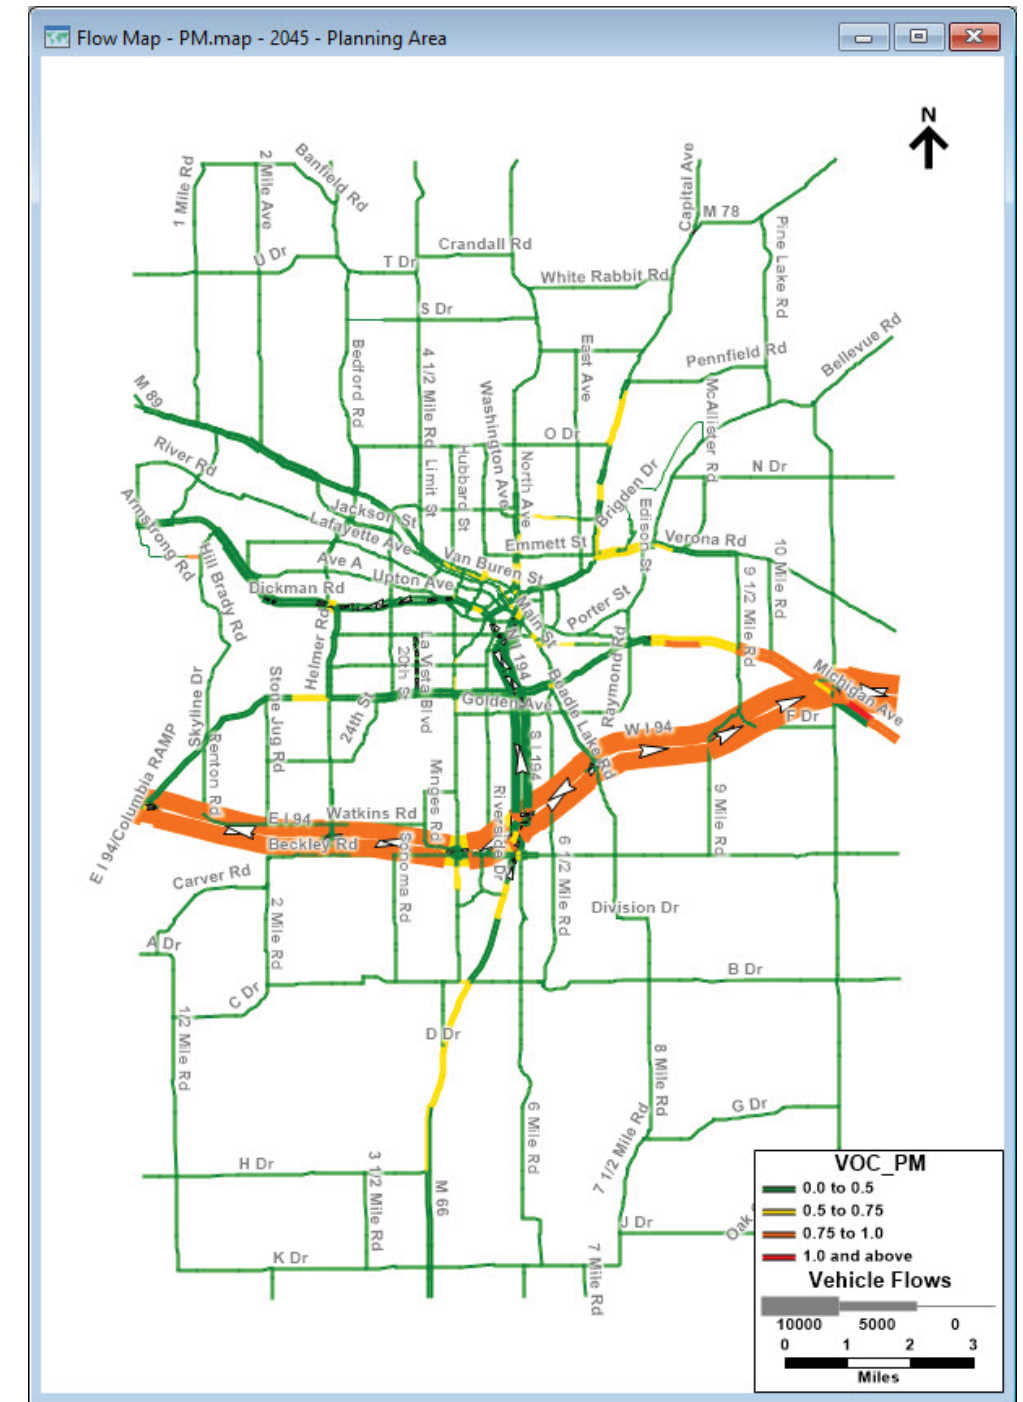 Flow Map - PM.map - 2045 - Planning Area
N
1 Mile Rd
2 Mile Ave
Banfield Rd
Capital Ave
M 78
Pine Lake Rd
U Dr
T Dr
Crandall Rd
White Rabbit Rd
S Dr
Bedford Rd
4 1/2 Mile Rd
East Ave
Pennfield Rd
Bellevue Rd
M 89
Washington Ave
McAllister Rd
O Dr
River Rd
Limit St
Hubbard St
North Ave
Brigden Dr
N Dr
Armstrong Rd
Jackson St
Lafayette Ave
Edison St
Emmett St
Verona Rd
Hill Brady Rd
Ave A
Van Buren St
10 Mile Rd
Dickman Rd
Upton Ave
9 1/2 Mile Rd
Main St
Porter St
Helmer Rd
La Vista Blvd
20th St
N I 194
Raymond Rd
Skyline Dr
Stone Jug Rd
24th St
Golden Ave
Beadle Lake Rd
Michigan Ave
F Dr
W I 94
S I 194
E I 94/Columbia RAMP
Renton Rd
Minges Rd
Riverside Dr
9 Mile Rd
E I 94
Watkins Rd
Beckley Rd
Sonoma Rd
6 1/2 Mile Rd
Carver Rd
2 Mile Rd
Division Dr
A Dr
B Dr
C Dr
1/2 Mile Rd
D Dr
8 Mile Rd
G Dr
6 Mile Rd
7 1/2 Mile Rd
H Dr
3 1/2 Mile Rd
M 66
J Dr
Oak
K Dr
7 Mile Rd
VOC_PM
0.0 to 0.5
0.5 to 0.75
0.75 to 1.0
1.0 and above
Vehicle Flows
10000 5000 0
0 1 2 3
Miles